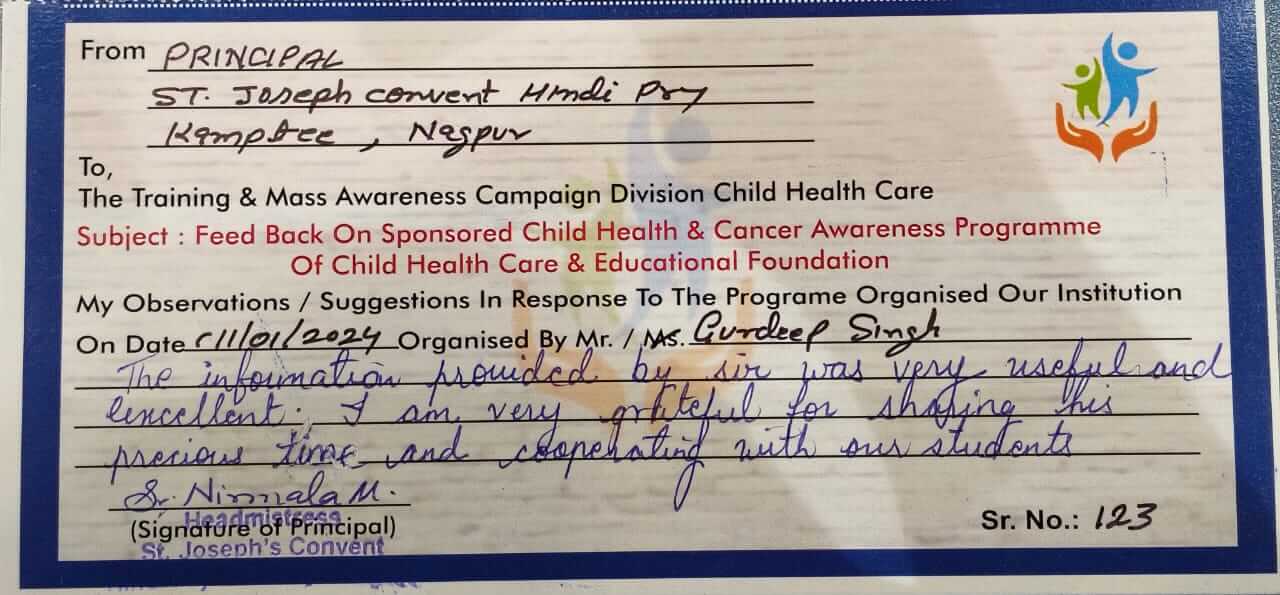 From PRINCIPAL
ST. Joseph convent Hindi Pry
Kamptee, Nagpur
To,
The Training & Mass Awareness Campaign Division Child Health Care
Subject : Feed Back On Sponsored Child Health & Cancer Awareness Programme
Of Child Health Care & Educational Foundation
My Observations / Suggestions In Response To The Programe Organised Our Institution
On Date 11/01/2024 Organised By Mr. / Ms. Gurdeep Singh
The information provided by sir was very useful and
excellent. I am very grateful for sharing his
precious time and cooperating with our students
Sr. Nirmala M.
Headmistress
(Signature of Principal)
St. Joseph's Convent
Sr. No.: 123